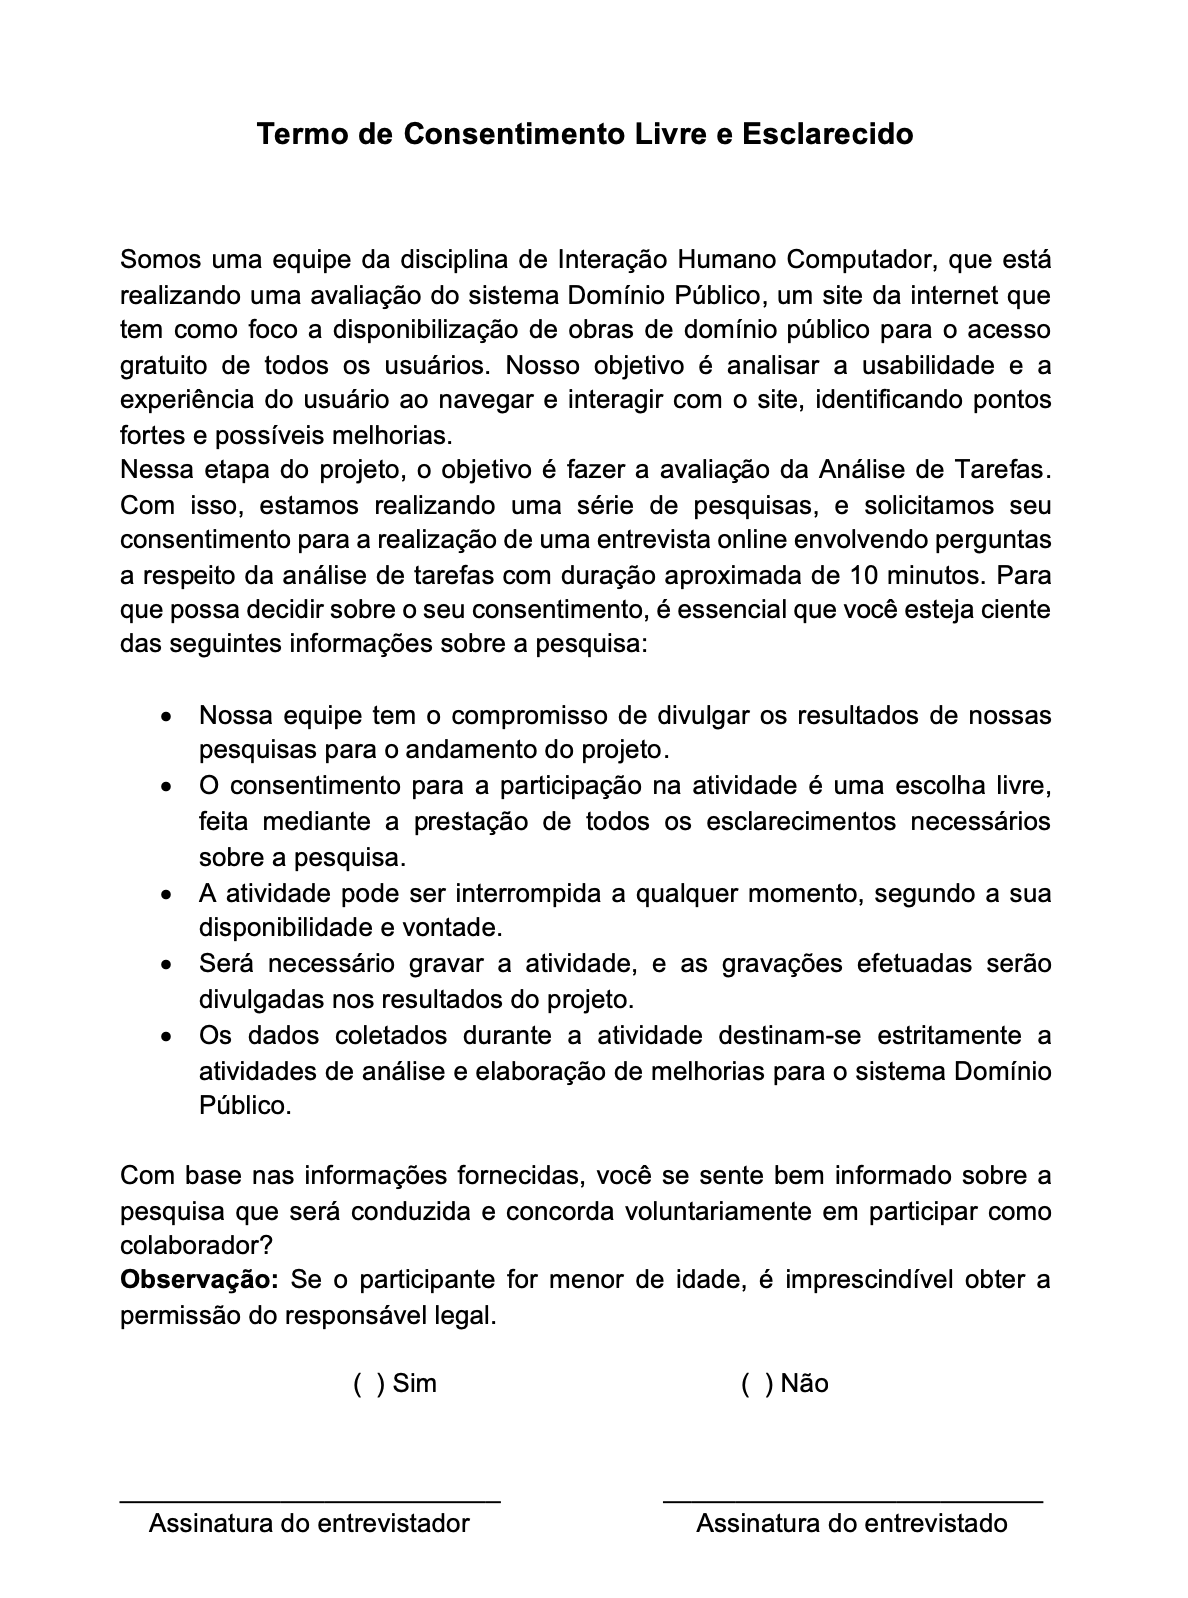 Termo de Consentimento Livre e Esclarecido
Somos uma equipe da disciplina de Interação Humano Computador, que está
realizando uma avaliação do sistema Domínio Público, um site da internet que
tem como foco a disponibilização de obras de domínio público para o acesso
gratuito de todos os usuários. Nosso objetivo é analisar a usabilidade e a
experiência do usuário ao navegar e interagir com o site, identificando pontos
fortes e possíveis melhorias.
Nessa etapa do projeto, o objetivo é fazer a avaliação da Análise de Tarefas.
Com isso, estamos realizando uma série de pesquisas, e solicitamos seu
consentimento para a realização de uma entrevista online envolvendo perguntas
a respeito da análise de tarefas com duração aproximada de 10 minutos. Para
que possa decidir sobre o seu consentimento, é essencial que você esteja ciente
das seguintes informações sobre a pesquisa:
• Nossa equipe tem o compromisso de divulgar os resultados de nossas
pesquisas para o andamento do projeto.
• O consentimento para a participação na atividade é uma escolha livre,
feita mediante a prestação de todos os esclarecimentos necessários
sobre a pesquisa.
• A atividade pode ser interrompida a qualquer momento, segundo a sua
disponibilidade e vontade.
• Será necessário gravar a atividade, e as gravações efetuadas serão
divulgadas nos resultados do projeto.
• Os dados coletados durante a atividade destinam-se estritamente a
atividades de análise e elaboração de melhorias para o sistema Domínio
Público.
Com base nas informações fornecidas, você se sente bem informado sobre a
pesquisa que será conduzida e concorda voluntariamente em participar como
colaborador?
Observação: Se o participante for menor de idade, é imprescindível obter a
permissão do responsável legal.
( ) Sim ( ) Não
Assinatura do entrevistador Assinatura do entrevistado